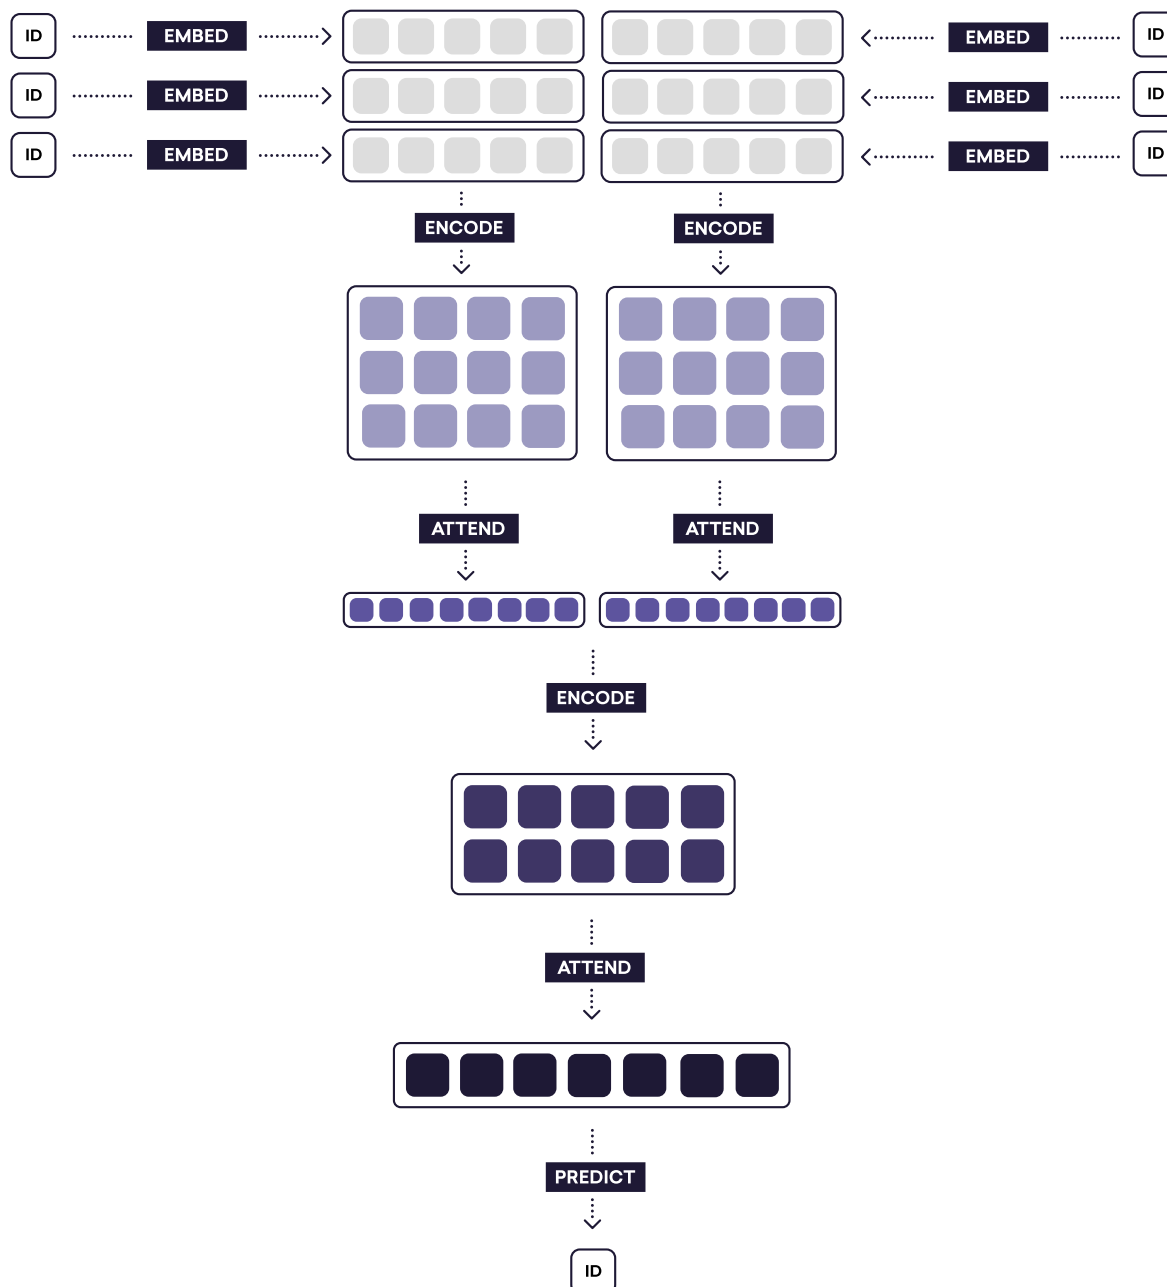 ID EMBED EMBED ID
ID EMBED EMBED ID
ID EMBED EMBED ID
ENCODE ENCODE
ATTEND ATTEND
ENCODE
ATTEND
PREDICT
ID